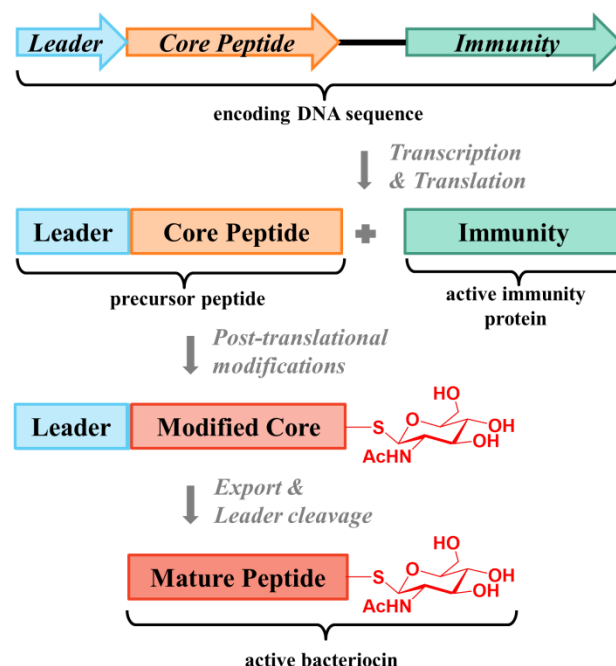 Leader Core Peptide Immunity
encoding DNA sequence
Transcription
& Translation
Leader Core Peptide + Immunity
precursor peptide
active immunity
protein
Post-translational
modifications
HO
Leader Modified Core S O OH
HO
AcHN OH
Export &
Leader cleavage
HO
Mature Peptide S O OH
HO
AcHN OH
active bacteriocin